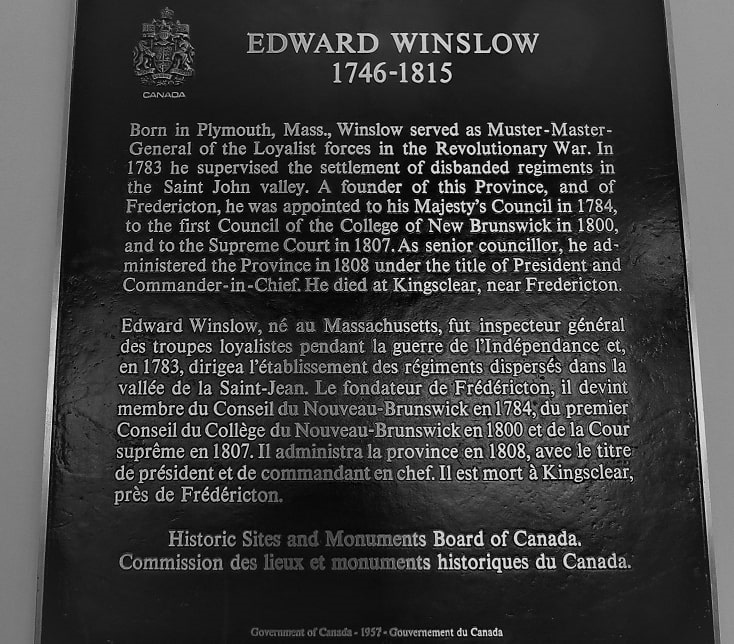 CANADA
EDWARD WINSLOW
1746-1815
Born in Plymouth, Mass., Winslow served as Muster-Master-
General of the Loyalist forces in the Revolutionary War. In
1783 he supervised the settlement of disbanded regiments in
the Saint John valley. A founder of this Province, and of
Fredericton, he was appointed to his Majesty's Council in 1784,
to the first Council of the College of New Brunswick in 1800,
and to the Supreme Court in 1807. As senior councillor, he ad-
ministered the Province in 1808 under the title of President and
Commander-in-Chief. He died at Kingsclear, near Fredericton.
Edward Winslow, né au Massachusetts, fut inspecteur général
des troupes loyalistes pendant la guerre de l'Indépendance et,
en 1783, dirigea l'établissement des régiments dispersés dans la
vallée de la Saint-Jean. Le fondateur de Frédéricton, il devint
membre du Conseil du Nouveau-Brunswick en 1784, du premier
Conseil du Collège du Nouveau-Brunswick en 1800 et de la Cour
suprême en 1807. Il administra la province en 1808, avec le titre
de président et de commandant en chef. Il est mort à Kingsclear,
près de Frédéricton.
Historic Sites and Monuments Board of Canada.
Commission des lieux et monuments historiques du Canada.
Government of Canada - 1957 - Gouvernement du Canada